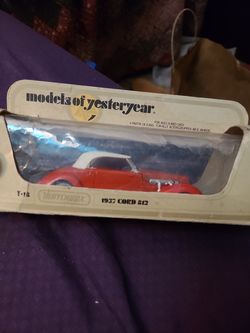 models of yesteryear
Y-18
MATCHBOX
1937 CORD 812